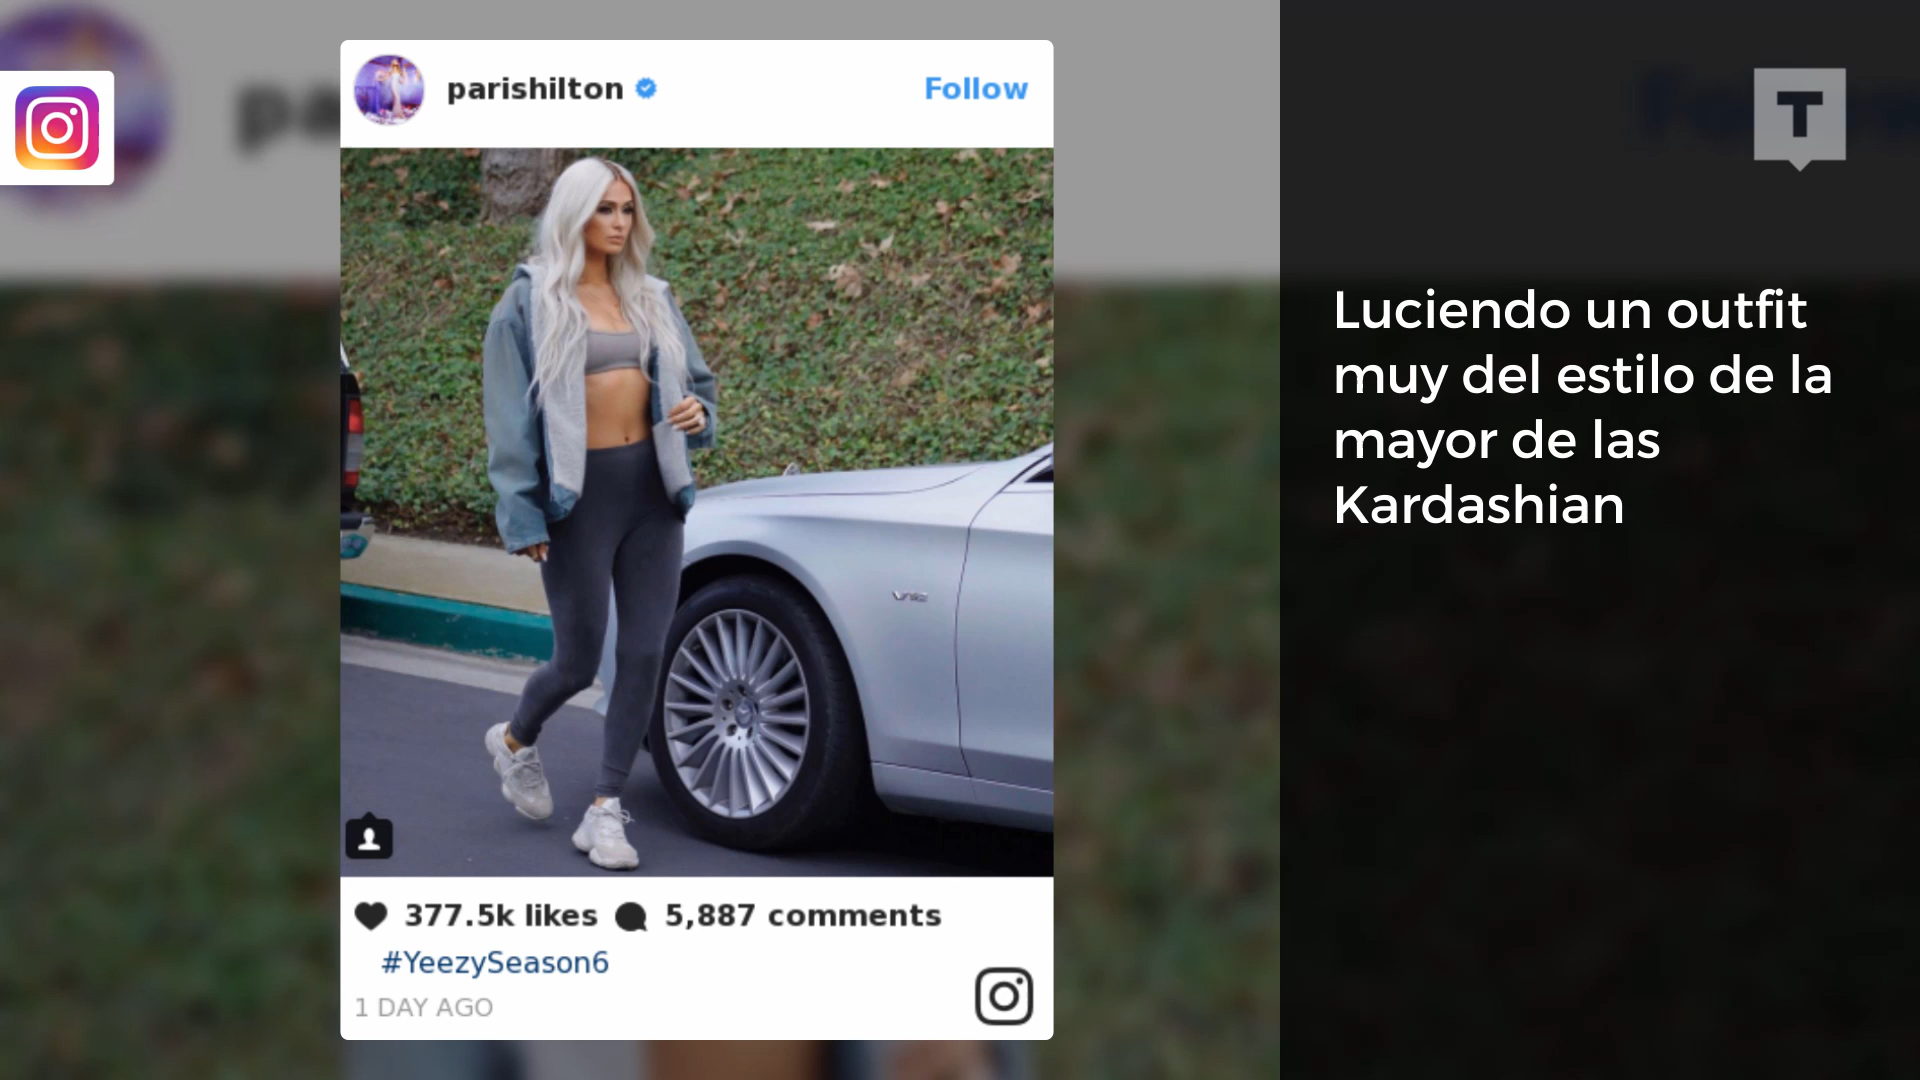 parishilton
Follow
T
Luciendo un outfit
muy del estilo de la
mayor de las
Kardashian
V12
377.5k likes 5,887 comments
#YeezySeason6
1 DAY AGO